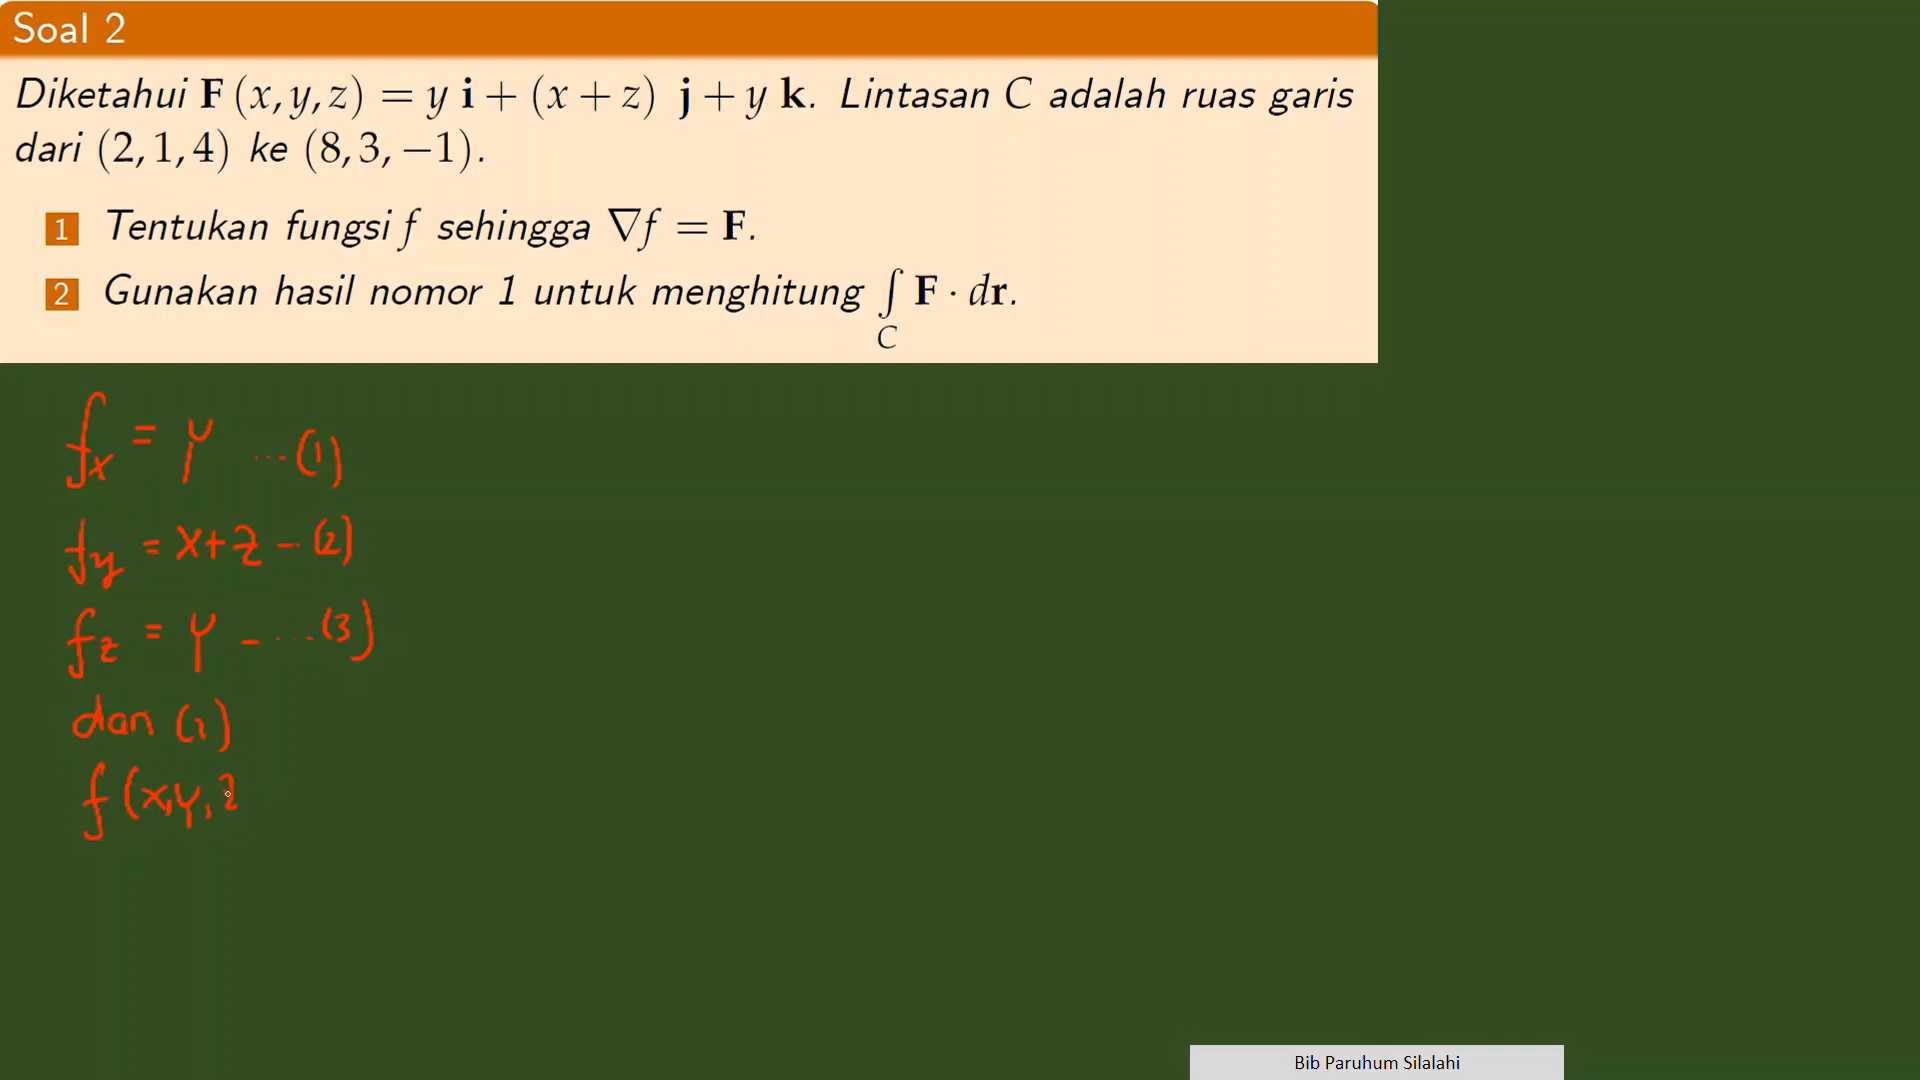 Soal 2
Diketahui F (x, y, z) = y i + (x + z) j + y k. Lintasan C adalah ruas garis
dari (2, 1, 4) ke (8, 3, −1).
1 Tentukan fungsi f sehingga ∇f = F.
2 Gunakan hasil nomor 1 untuk menghitung ∫ F · dr.
C
fx = y ...(1)
fy = x+z -- (2)
fz = y - ....(3)
dari (1)
f(x,y,z
Bib Paruhum Silalahi